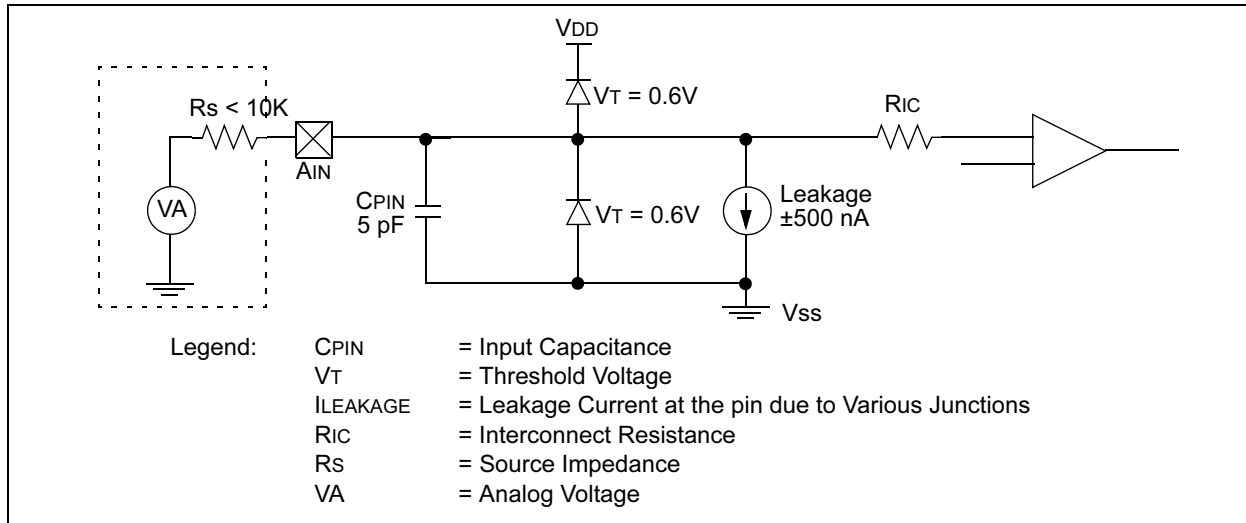 VDD
Rs < 10K
VT = 0.6V
RIC
AIN
VA
CPIN
5 pF
VT = 0.6V
Leakage
±500 nA
Vss
Legend:
CPIN = Input Capacitance
VT = Threshold Voltage
ILEAKAGE = Leakage Current at the pin due to Various Junctions
RIC = Interconnect Resistance
RS = Source Impedance
VA = Analog Voltage